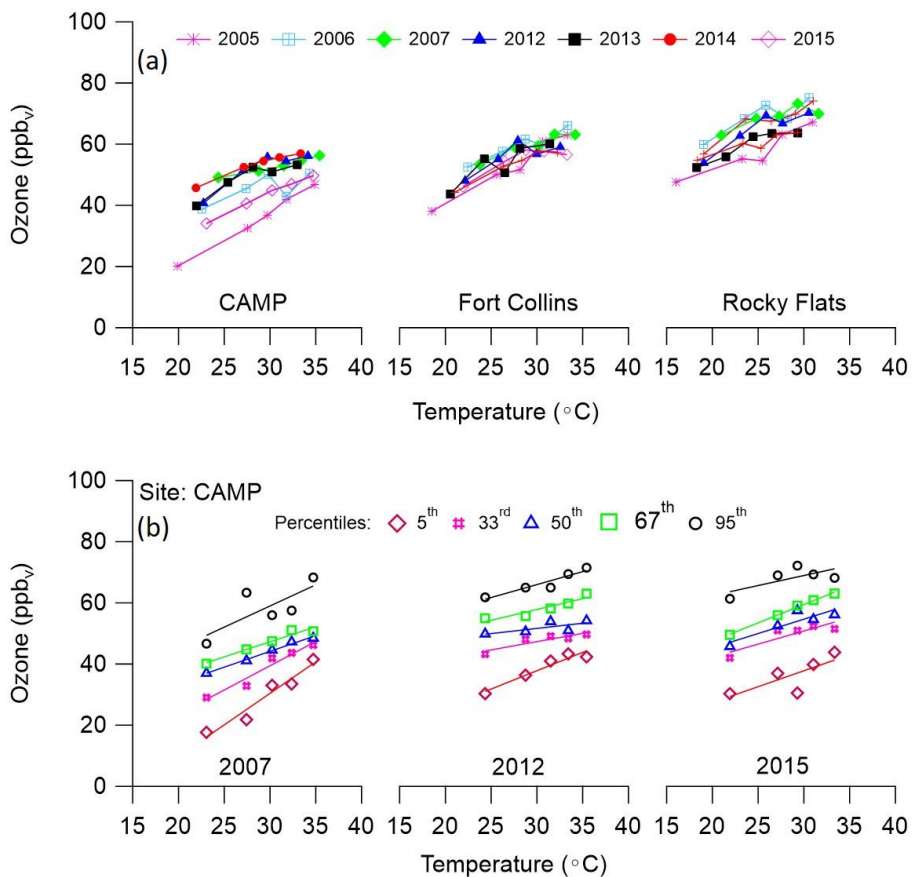 100
(a)
2005 2006 2007 2012 2013 2014 2015
80
60
40
20
0
Ozone (ppbv)
CAMP Fort Collins Rocky Flats
15 20 25 30 35 40 15 20 25 30 35 40 15 20 25 30 35 40
Temperature (°C)
100
Site: CAMP
(b)
Percentiles: 5th 33rd 50th 67th 95th
80
60
40
20
0
Ozone (ppbv)
2007 2012 2015
15 20 25 30 35 40 15 20 25 30 35 40 15 20 25 30 35 40
Temperature (°C)